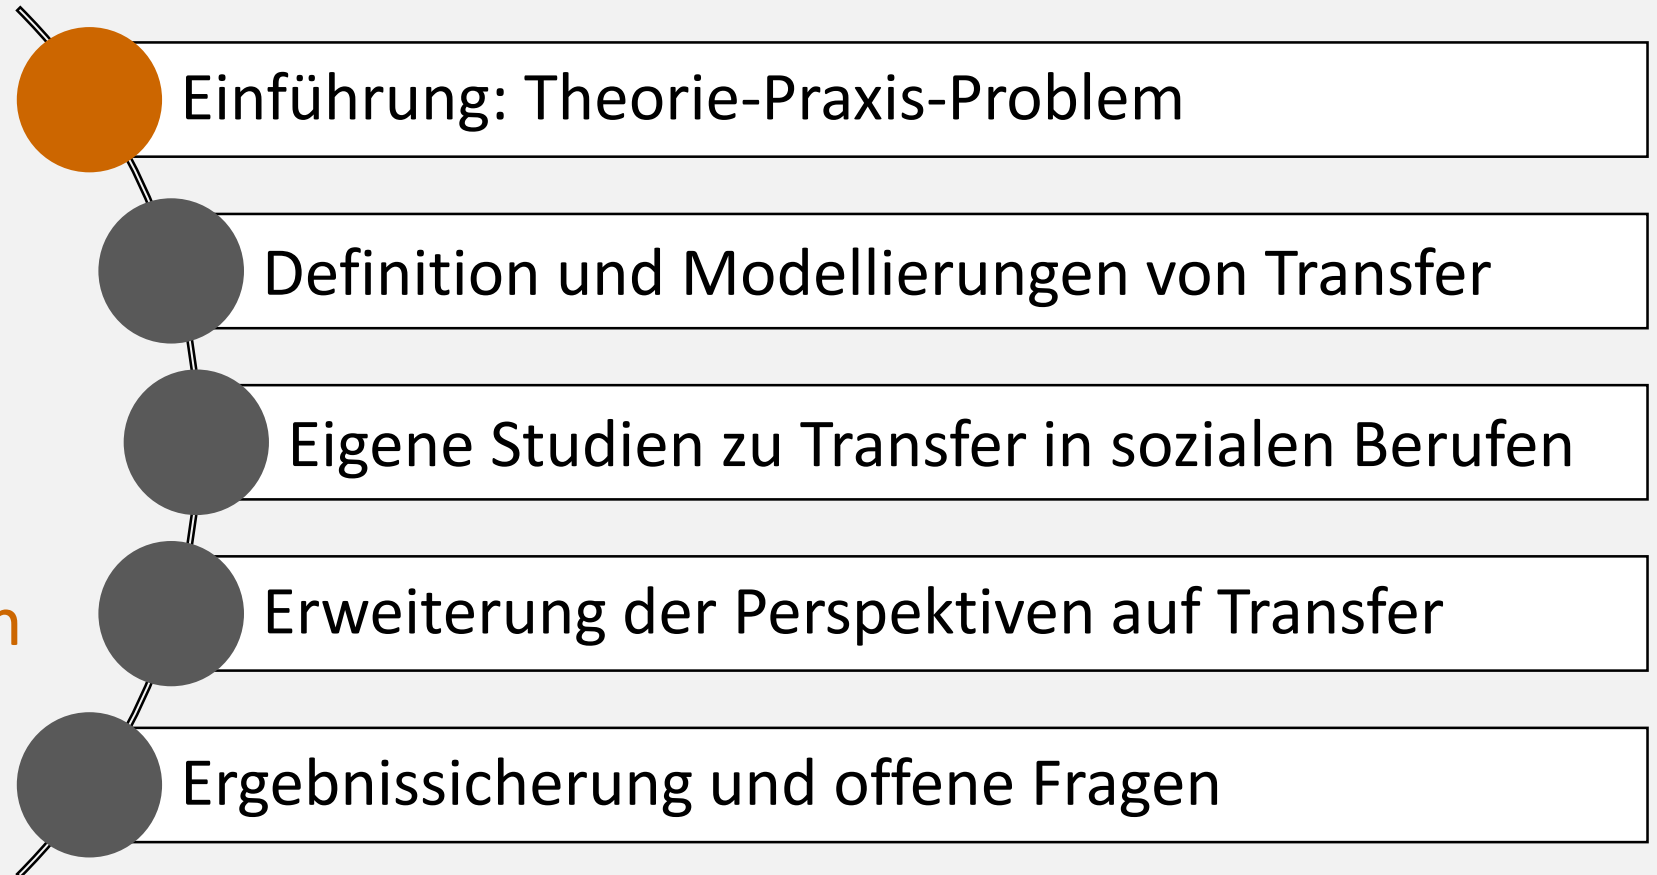 Einführung: Theorie-Praxis-Problem
Definition und Modellierungen von Transfer
Eigene Studien zu Transfer in sozialen Berufen
Erweiterung der Perspektiven auf Transfer
n
Ergebnissicherung und offene Fragen